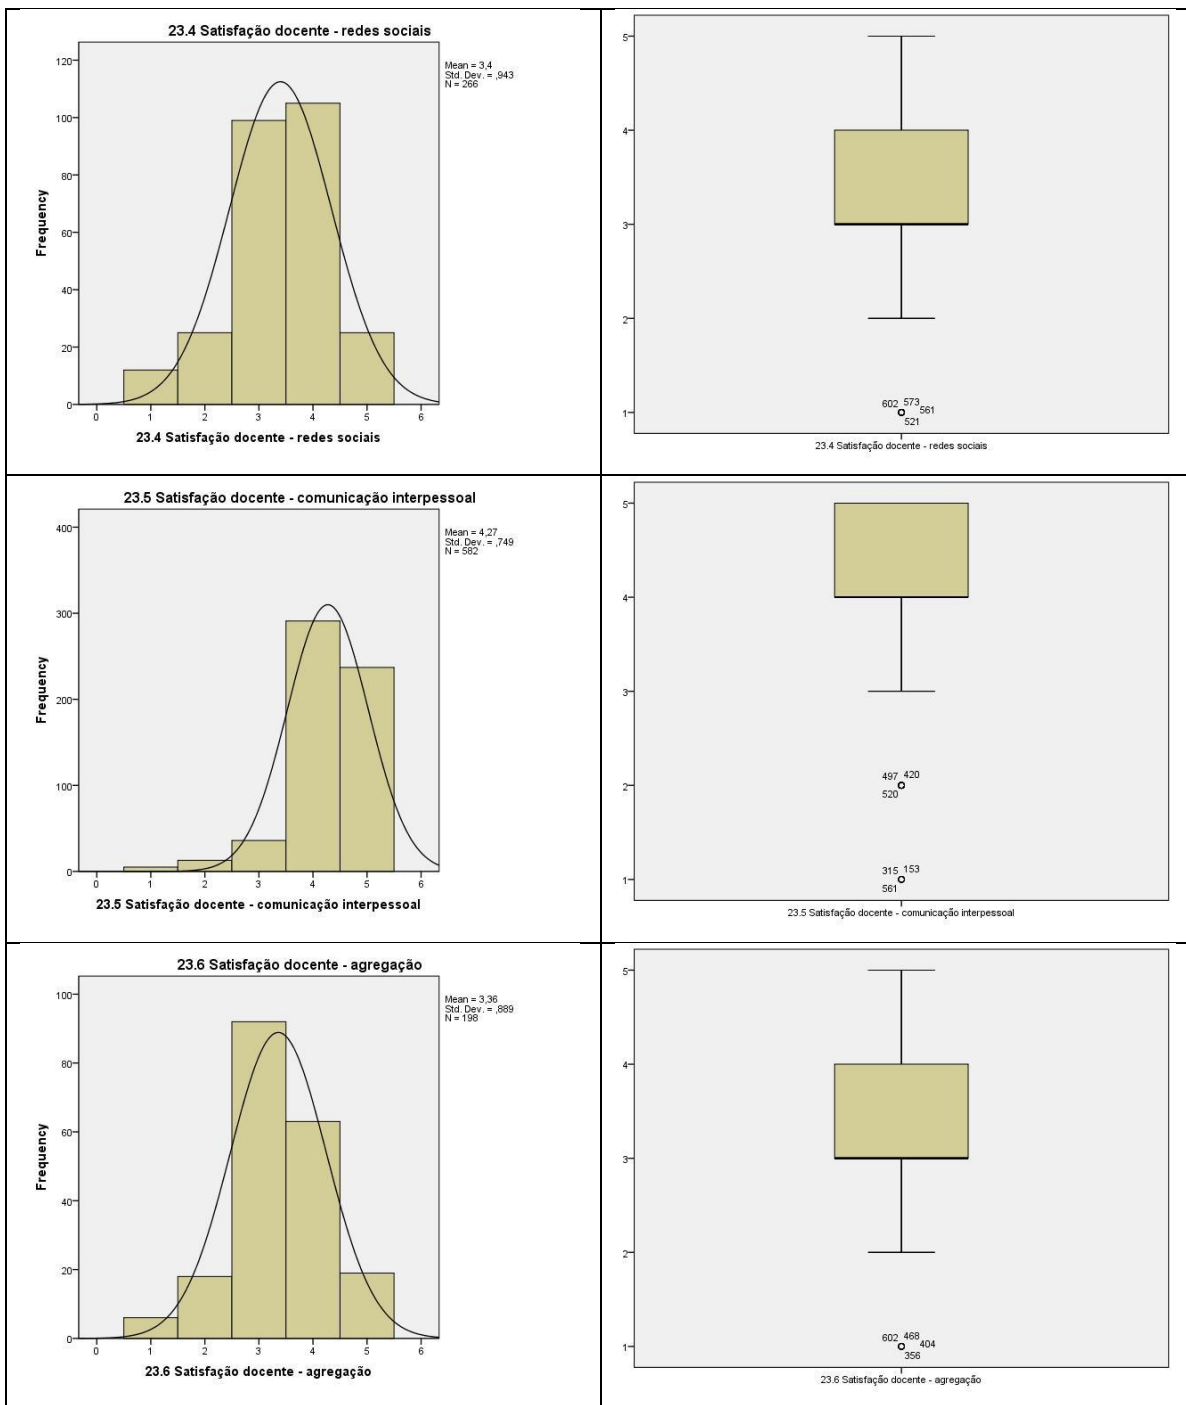 23.4 Satisfação docente - redes sociais
Mean = 3,4
Std. Dev. = ,943
N = 266
Frequency
120
100
80
60
40
20
0
0 1 2 3 4 5 6
23.4 Satisfação docente - redes sociais
5
4
3
2
1
602 573
561
521
23.4 Satisfação docente - redes sociais
23.5 Satisfação docente - comunicação interpessoal
Mean = 4,27
Std. Dev. = ,749
N = 582
Frequency
400
300
200
100
0
0 1 2 3 4 5 6
23.5 Satisfação docente - comunicação interpessoal
5
4
3
2
1
497 420
520
315 153
561
23.5 Satisfação docente - comunicação interpessoal
23.6 Satisfação docente - agregação
Mean = 3,36
Std. Dev. = ,889
N = 198
Frequency
100
80
60
40
20
0
0 1 2 3 4 5 6
23.6 Satisfação docente - agregação
5
4
3
2
1
602 468
404
356
23.6 Satisfação docente - agregação